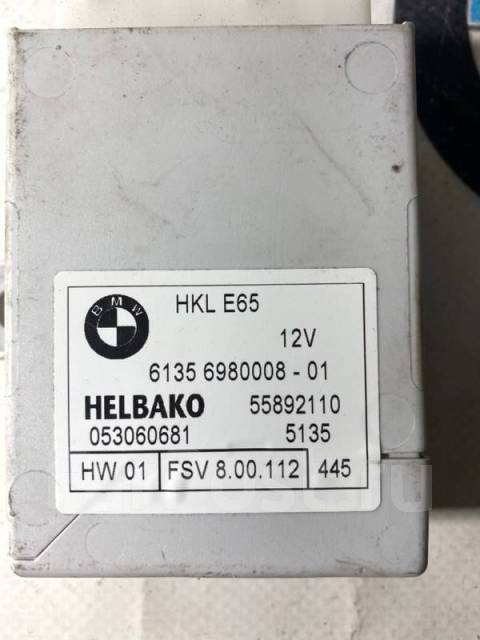 BMW
HKL E65
12V
6135 6980008 - 01
HELBAKO 55892110
053060681 5135
HW 01 FSV 8.00.112 445